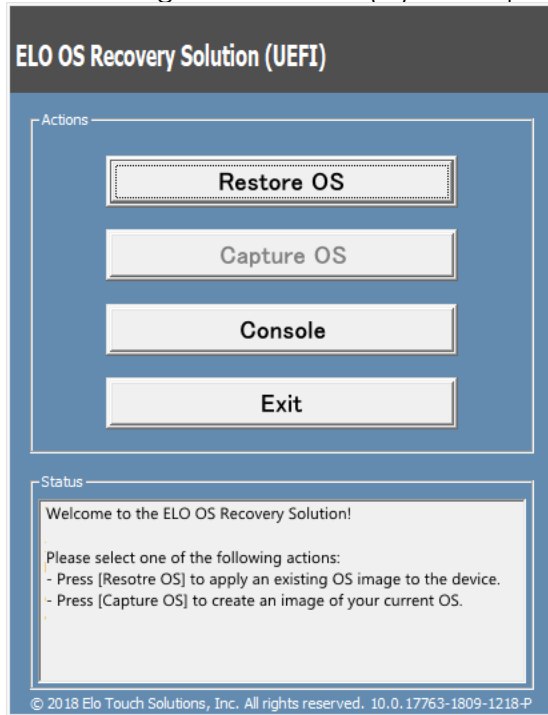 ELO OS Recovery Solution (UEFI)
Actions
Restore OS
Capture OS
Console
Exit
Status
Welcome to the ELO OS Recovery Solution!
Please select one of the following actions:
- Press [Resotre OS] to apply an existing OS image to the device.
- Press [Capture OS] to create an image of your current OS.
© 2018 Elo Touch Solutions, Inc. All rights reserved. 10.0.17763-1809-1218-P